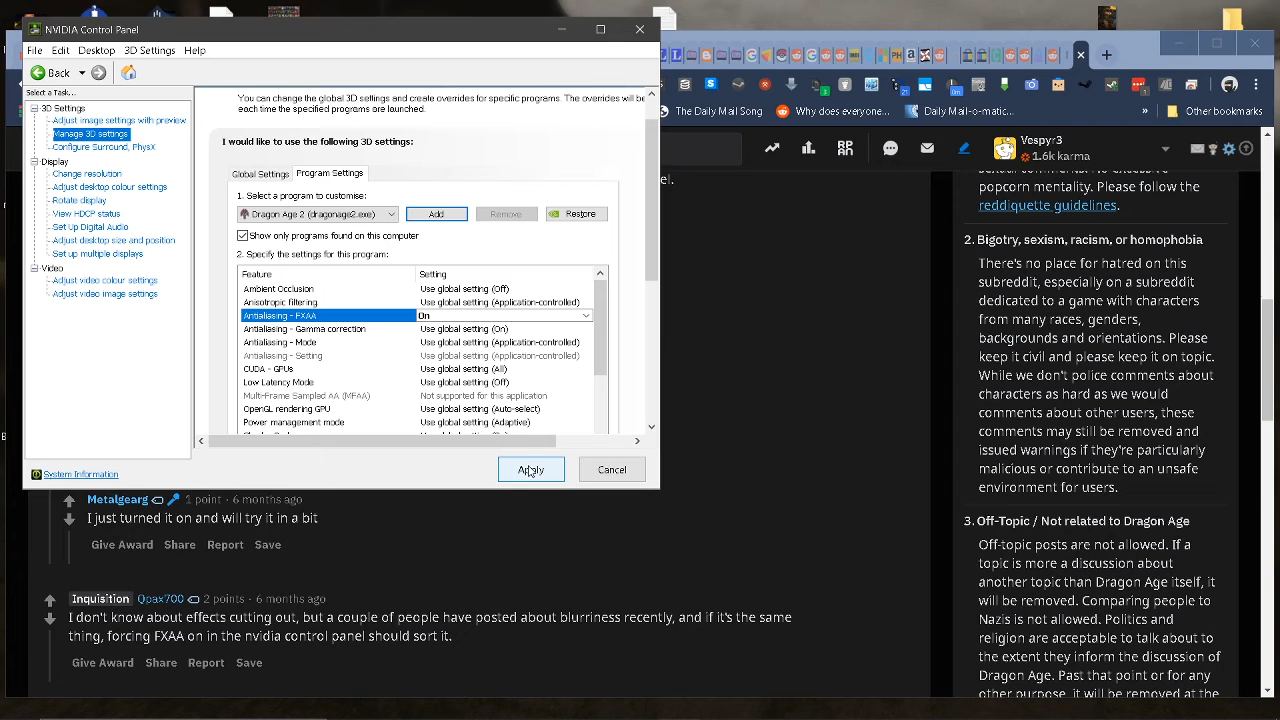 NVIDIA Control Panel
File Edit Desktop 3D Settings Help
Back
Select a Task...
3D Settings
Adjust image settings with preview
Manage 3D settings
Configure Surround, PhysX
Display
Change resolution
Adjust desktop colour settings
Rotate display
View HDCP status
Set Up Digital Audio
Adjust desktop size and position
Set up multiple displays
Video
Adjust video colour settings
Adjust video image settings
System Information
You can change the global 3D settings and create overrides for specific programs. The overrides will be
each time the specified programs are launched.
I would like to use the following 3D settings:
Global Settings Program Settings
1. Select a program to customise:
Dragon Age 2 (dragonage2.exe) Add Remove Restore
Show only programs found on this computer
2. Specify the settings for this program:
Feature Setting
Ambient Occlusion Use global setting (Off)
Anisotropic filtering Use global setting (Application-controlled)
Antialiasing - FXAA On
Antialiasing - Gamma correction Use global setting (On)
Antialiasing - Mode Use global setting (Application-controlled)
Antialiasing - Setting Use global setting (Application-controlled)
CUDA - GPUs Use global setting (All)
Low Latency Mode Use global setting (Off)
Multi-Frame Sampled AA (MFAA) Not supported for this application
OpenGL rendering GPU Use global setting (Auto-select)
Power management mode Use global setting (Adaptive)
Apply Cancel
The Daily Mail Song Why does everyone... Dail-y Mail-o-matic... » Other bookmarks
Vespyr3
1.6k karma
el.
popcorn mentality. Please follow the
reddiquette guidelines.
2. Bigotry, sexism, racism, or homophobia
There's no place for hatred on this
subreddit, especially on a subreddit
dedicated to a game with characters
from many races, genders,
backgrounds and orientations. Please
keep it civil and please keep it on topic.
While we don't police comments about
characters as hard as we would
comments about other users, these
comments may still be removed and
issued warnings if they're particularly
malicious or contribute to an unsafe
environment for users.
3. Off-Topic / Not related to Dragon Age
Off-topic posts are not allowed. If a
topic is more a discussion about
another topic than Dragon Age itself, it
will be removed. Comparing people to
Nazis is not allowed. Politics and
religion are acceptable to talk about to
the extent they inform the discussion of
Dragon Age. Past that point or for any
other purpose, it will be removed at the
Metalgearg 1 point · 6 months ago
I just turned it on and will try it in a bit
Give Award Share Report Save
Inquisition Qpax700 2 points · 6 months ago
I don't know about effects cutting out, but a couple of people have posted about blurriness recently, and if it's the same
thing, forcing FXAA on in the nvidia control panel should sort it.
Give Award Share Report Save